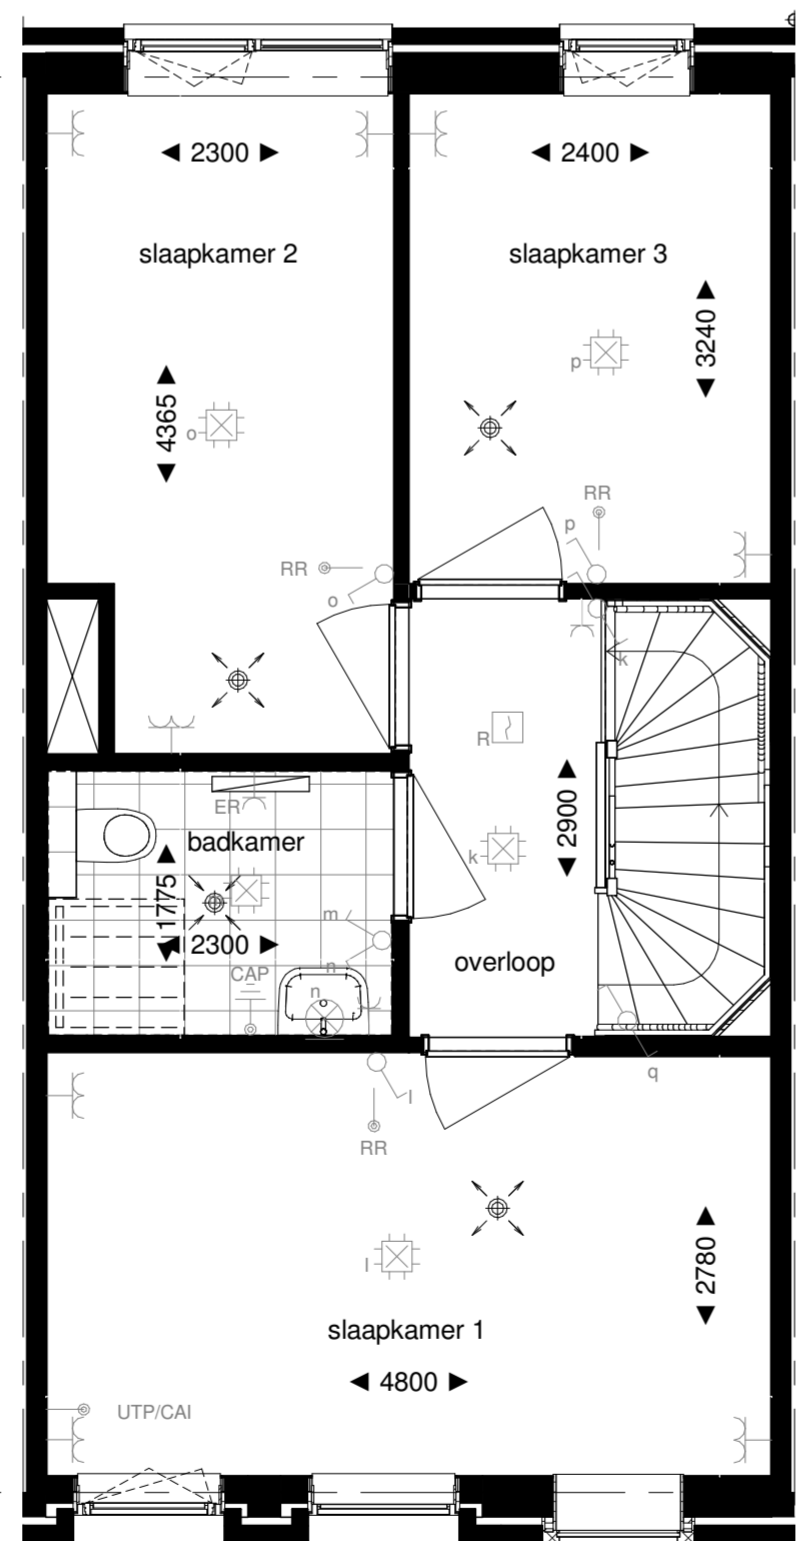 2300
2400
slaapkamer 2
slaapkamer 3
3240
p
4365
o
RR
p
RR
o
k
R
ER
badkamer
2900
k
1775
m
2300
n
CAP
n
overloop
q
l
RR
2780
l
slaapkamer 1
4800
UTP/CAI